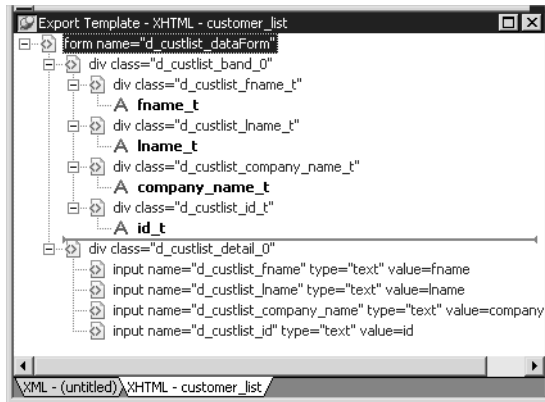 Export Template - XHTML - customer_list
form name="d_custlist_dataForm"
div class="d_custlist_band_0"
div class="d_custlist_fname_t"
A fname_t
div class="d_custlist_lname_t"
A lname_t
div class="d_custlist_company_name_t"
A company_name_t
div class="d_custlist_id_t"
A id_t
div class="d_custlist_detail_0"
input name="d_custlist_fname" type="text" value=fname
input name="d_custlist_lname" type="text" value=lname
input name="d_custlist_company_name" type="text" value=company
input name="d_custlist_id" type="text" value=id
XML - (untitled) XHTML - customer_list